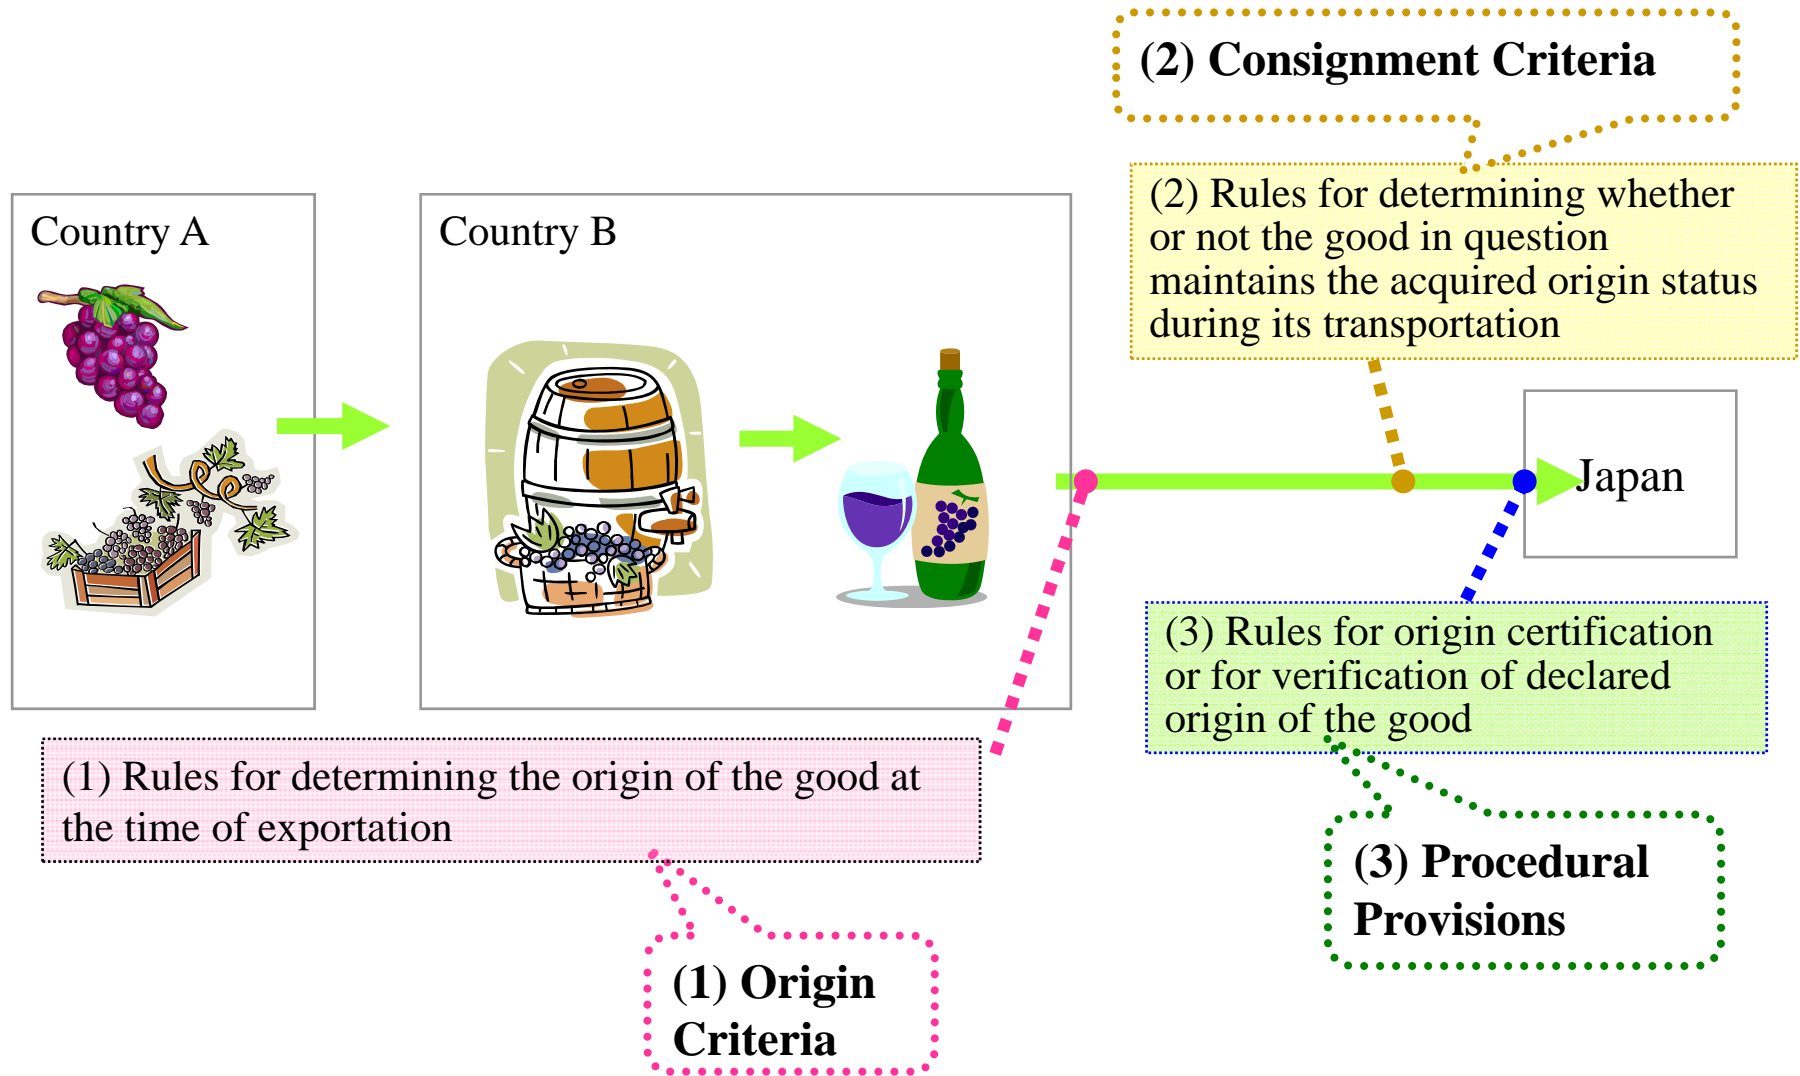 (2) Consignment Criteria
(2) Rules for determining whether
or not the good in question
maintains the acquired origin status
during its transportation
Country A
Country B
Japan
(3) Rules for origin certification
or for verification of declared
origin of the good
(1) Rules for determining the origin of the good at
the time of exportation
(3) Procedural
Provisions
(1) Origin
Criteria